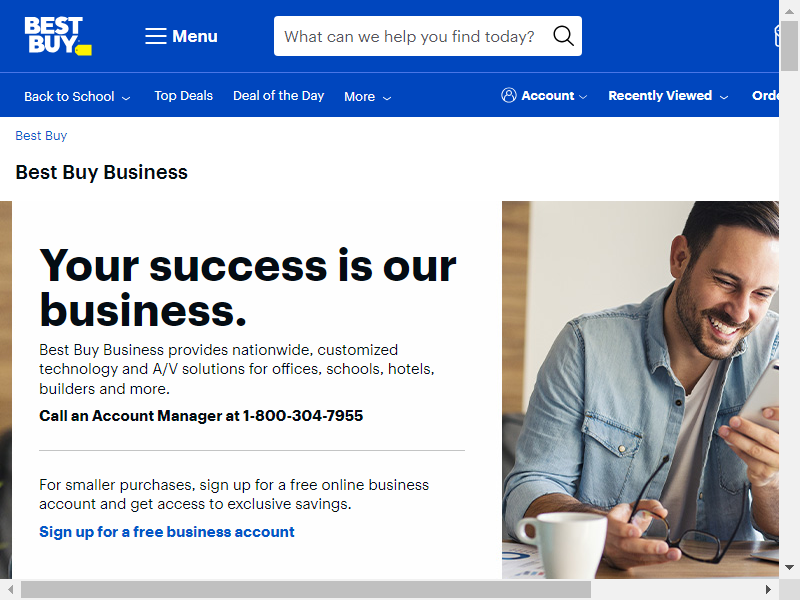 BEST
BUY
Menu
What can we help you find today?
Back to School
Top Deals
Deal of the Day
More
Account
Recently Viewed
Best Buy
Best Buy Business
Your success is our
business.
Best Buy Business provides nationwide, customized
technology and A/V solutions for offices, schools, hotels,
builders and more.
Call an Account Manager at 1-800-304-7955
For smaller purchases, sign up for a free online business
account and get access to exclusive savings.
Sign up for a free business account